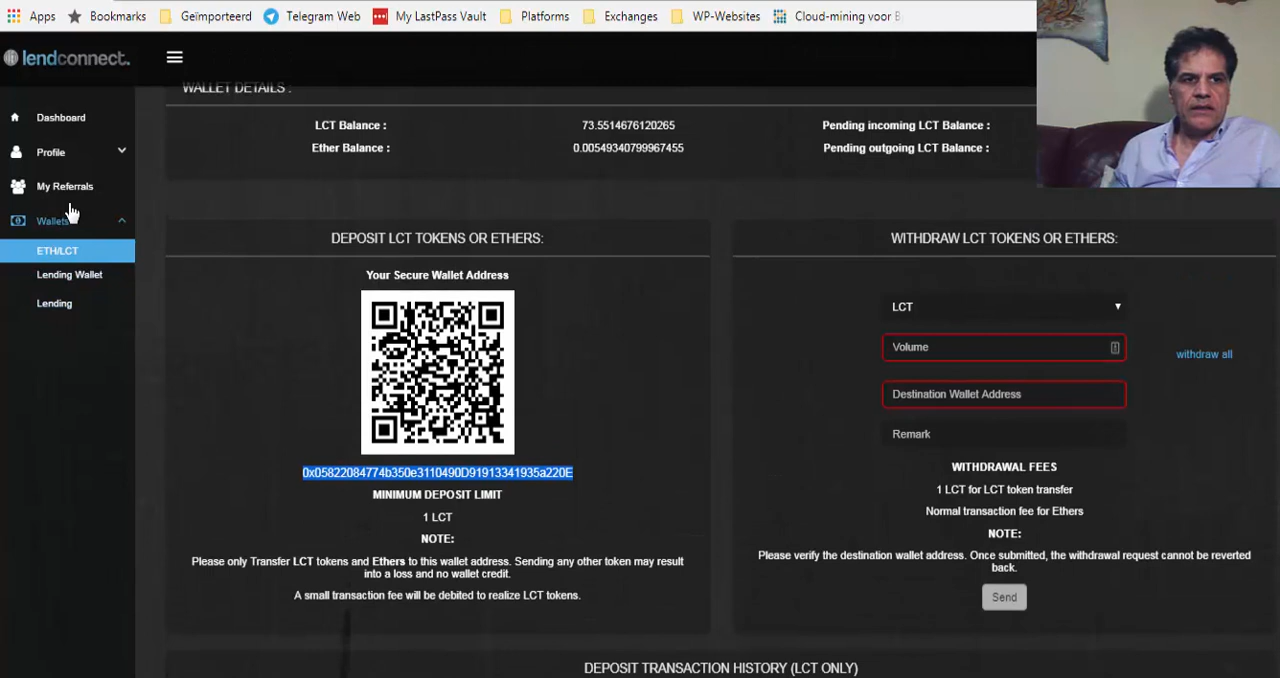 Apps Bookmarks Geïmporteerd Telegram Web My LastPass Vault Platforms Exchanges WP-Websites Cloud-mining voor B
lendconnect.
WALLET DETAILS :
Dashboard
LCT Balance : 73.5514676120265 Pending incoming LCT Balance :
Ether Balance : 0.00549340799967455 Pending outgoing LCT Balance :
Profile
My Referrals
Wallets
ETH/LCT
Lending Wallet
Lending
DEPOSIT LCT TOKENS OR ETHERS:
Your Secure Wallet Address
0x05822084774b350e3110490D91913341935a220E
MINIMUM DEPOSIT LIMIT
1 LCT
NOTE:
Please only Transfer LCT tokens and Ethers to this wallet address. Sending any other token may result
into a loss and no wallet credit.
A small transaction fee will be debited to realize LCT tokens.
WITHDRAW LCT TOKENS OR ETHERS:
LCT
Volume
withdraw all
Destination Wallet Address
Remark
WITHDRAWAL FEES
1 LCT for LCT token transfer
Normal transaction fee for Ethers
NOTE:
Please verify the destination wallet address. Once submitted, the withdrawal request cannot be reverted
back.
Send
DEPOSIT TRANSACTION HISTORY (LCT ONLY)